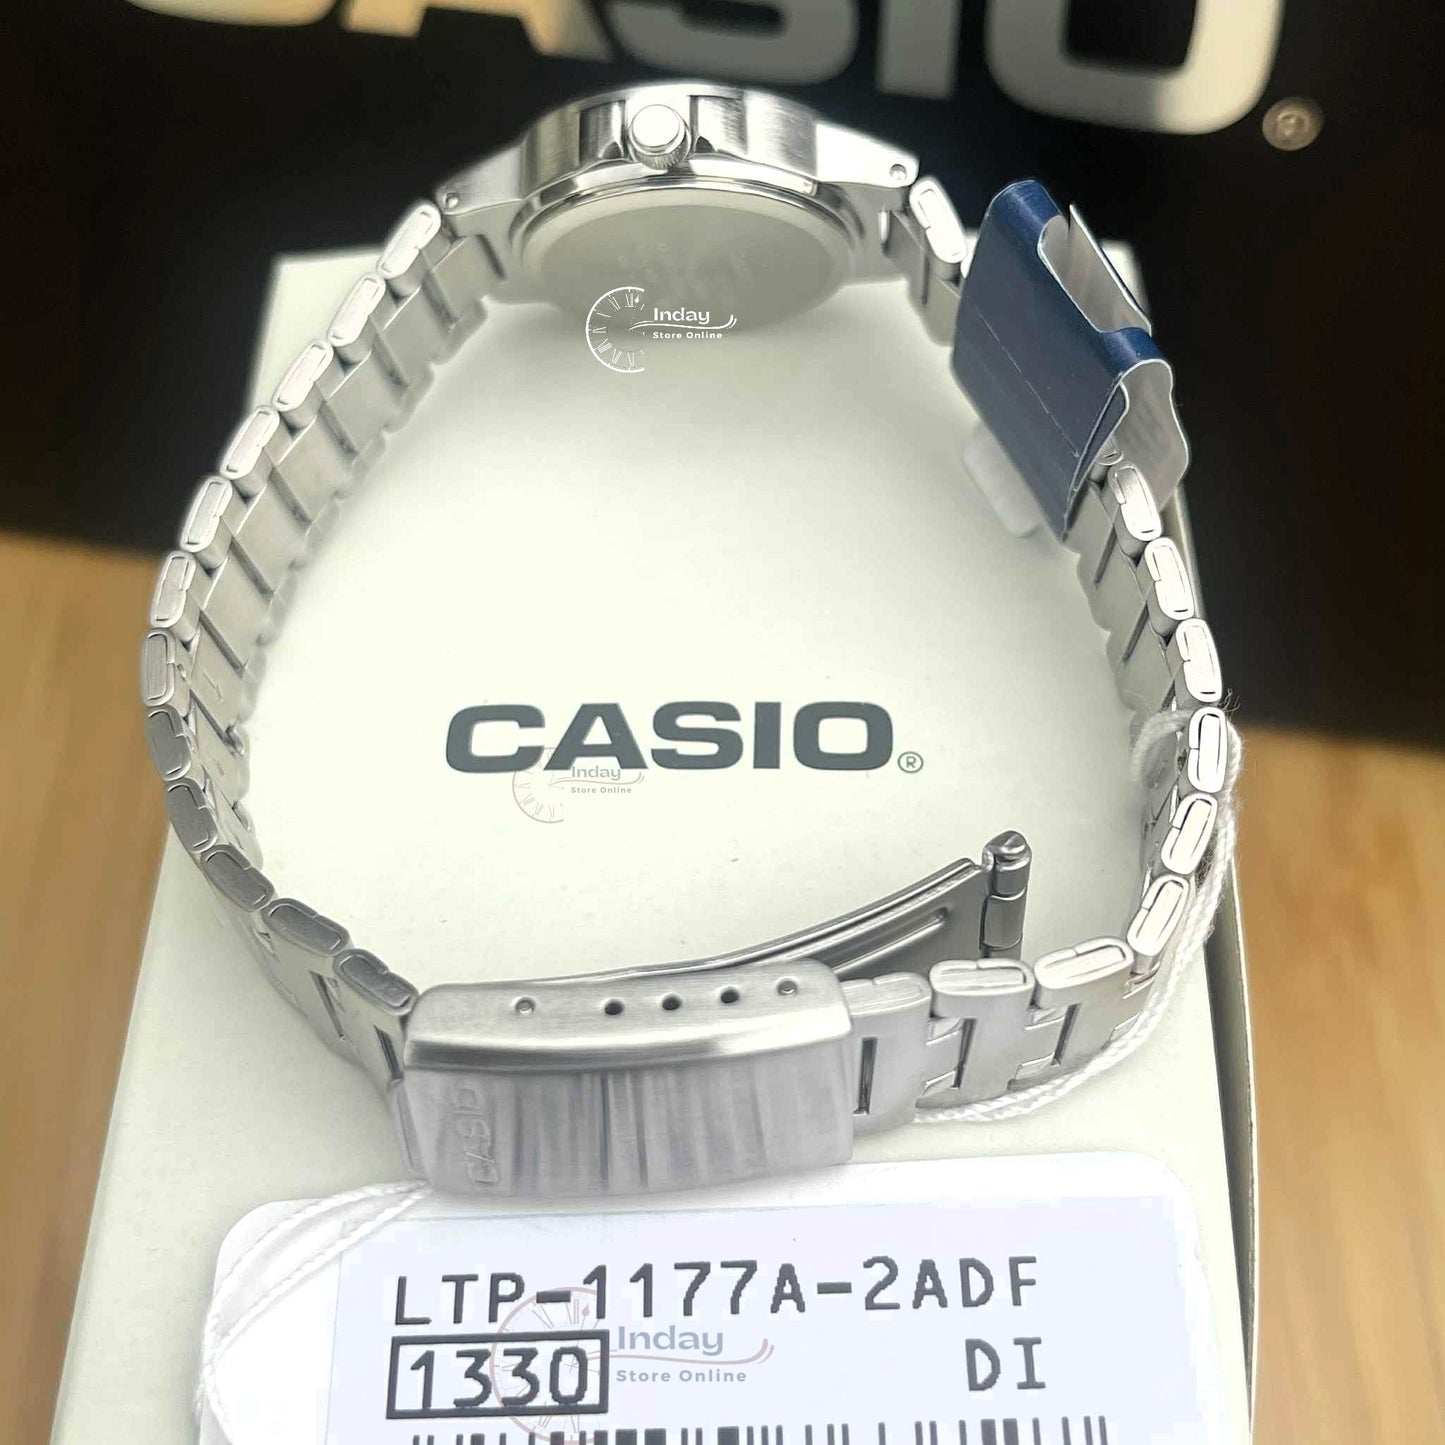 CASIO®
Inday
Store Online
CASIO®
Inday
Store Online
CASIO
LTP-1177A-2ADF
1330 DI
Inday
Store Online